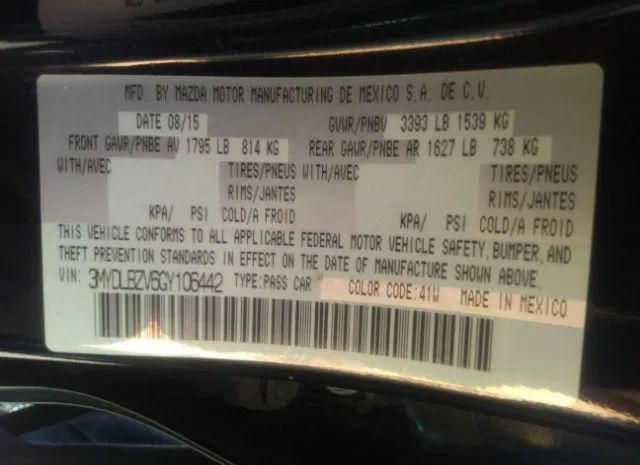 MFD. BY MAZDA MOTOR MANUFACTURING DE MEXICO S.A. DE C.V.
DATE 08/15 GVWR/PNBV 3393 LB 1539 KG
FRONT GAWR/PNBE AV 1795 LB 814 KG REAR GAWR/PNBE AR 1627 LB 738 KG
WITH/AVEC TIRES/PNEUS WITH/AVEC TIRES/PNEUS
RIMS/JANTES RIMS/JANTES
KPA/ PSI COLD/A FROID KPA/ PSI COLD/A FROID
THIS VEHICLE CONFORMS TO ALL APPLICABLE FEDERAL MOTOR VEHICLE SAFETY, BUMPER, AND
THEFT PREVENTION STANDARDS IN EFFECT ON THE DATE OF MANUFACTURE SHOWN ABOVE.
VIN: 3MYDLBZV6GY106442 TYPE:PASS CAR COLOR CODE:41W MADE IN MEXICO